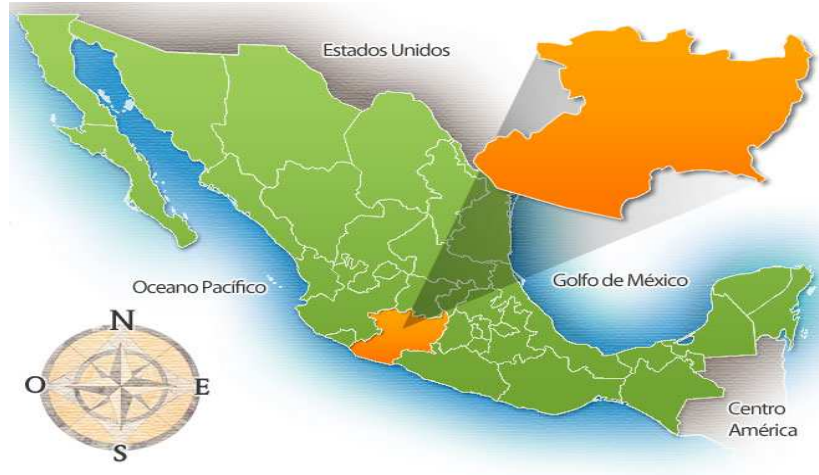 Estados Unidos
Oceano Pacífico
Golfo de México
N
O
E
S
Centro
América